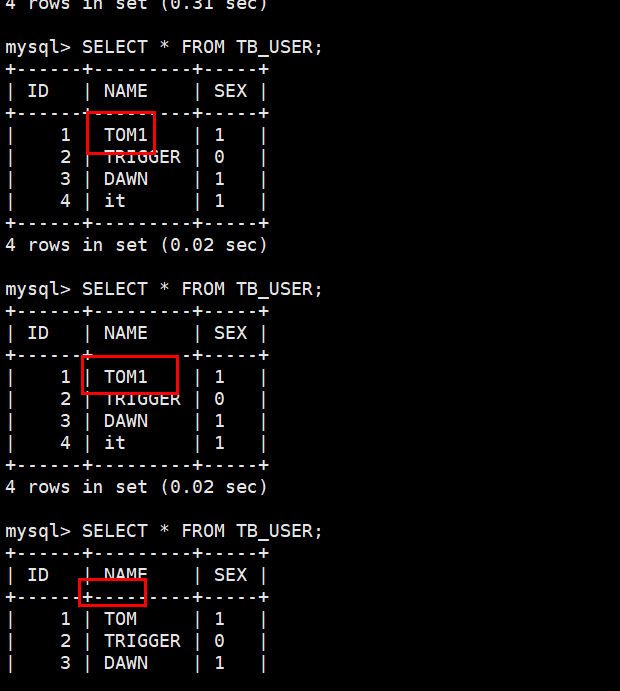 4 rows in set (0.31 sec)
mysql> SELECT * FROM TB_USER;
+------+---------+-----+
| ID   | NAME    | SEX |
+------+---------+-----+
|    1 | TOM1    | 1   |
|    2 | TRIGGER | 0   |
|    3 | DAWN    | 1   |
|    4 | it      | 1   |
+------+---------+-----+
4 rows in set (0.02 sec)
mysql> SELECT * FROM TB_USER;
+------+---------+-----+
| ID   | NAME    | SEX |
+------+---------+-----+
|    1 | TOM1    | 1   |
|    2 | TRIGGER | 0   |
|    3 | DAWN    | 1   |
|    4 | it      | 1   |
+------+---------+-----+
4 rows in set (0.02 sec)
mysql> SELECT * FROM TB_USER;
+------+---------+-----+
| ID   | NAME    | SEX |
+------+---------+-----+
|    1 | TOM     | 1   |
|    2 | TRIGGER | 0   |
|    3 | DAWN    | 1   |